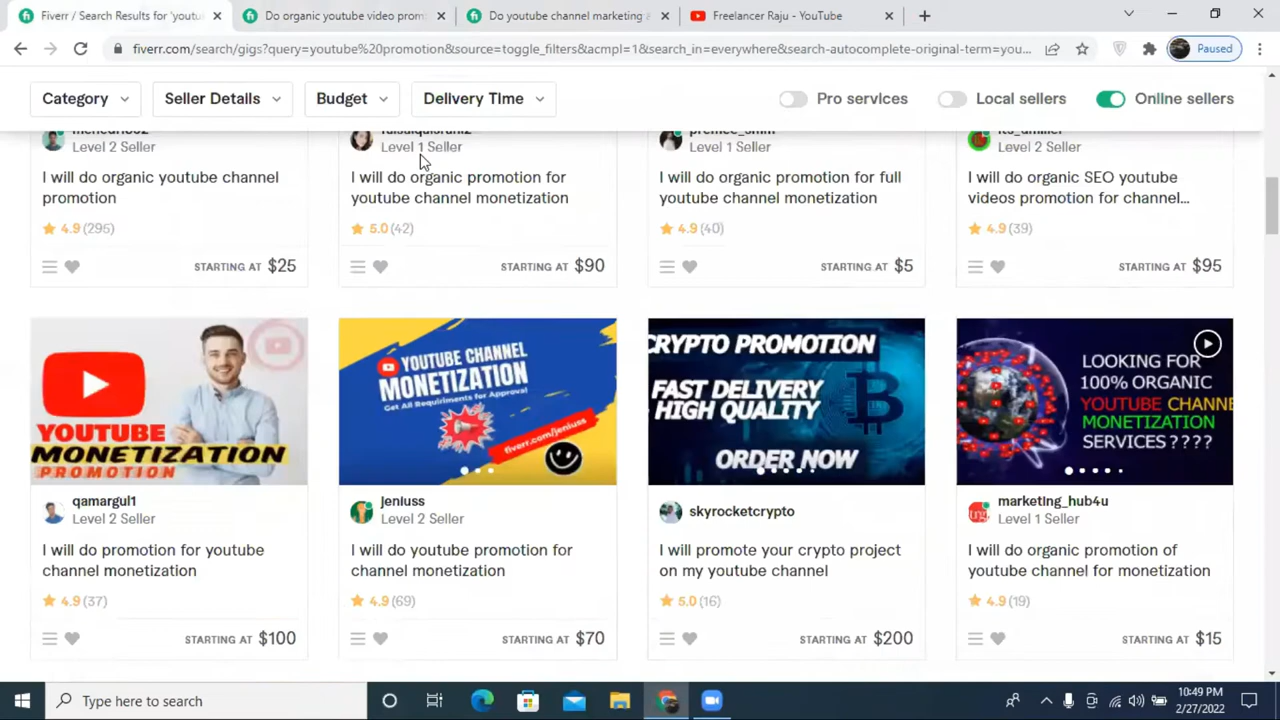 Fiverr / Search Results for 'youtu
Do organic youtube video prom
Do youtube channel marketing a
Freelancer Raju - YouTube
fiverr.com/search/gigs?query=youtube%20promotion&source=toggle_filters&acmpl=1&search_in=everywhere&search-autocomplete-original-term=you...
Paused
Category
Seller Details
Budget
Delivery Time
Pro services
Local sellers
Online sellers
Level 2 Seller
I will do organic youtube channel
promotion
4.9 (295)
STARTING AT $25
Level 1 Seller
I will do organic promotion for
youtube channel monetization
5.0 (42)
STARTING AT $90
Level 1 Seller
I will do organic promotion for full
youtube channel monetization
4.9 (40)
STARTING AT $5
Level 2 Seller
I will do organic SEO youtube
videos promotion for channel...
4.9 (39)
STARTING AT $95
YOUTUBE
MONETIZATION
PROMOTION
qamargul1
Level 2 Seller
I will do promotion for youtube
channel monetization
4.9 (37)
STARTING AT $100
YOUTUBE CHANNEL
MONETIZATION
Get All Requiriments for Approval
fiverr.com/jeniuss
jeniuss
Level 2 Seller
I will do youtube promotion for
channel monetization
4.9 (69)
STARTING AT $70
CRYPTO PROMOTION
FAST DELIVERY
HIGH QUALITY
ORDER NOW
skyrocketcrypto
I will promote your crypto project
on my youtube channel
5.0 (16)
STARTING AT $200
LOOKING FOR
100% ORGANIC
YOUTUBE CHANNE
MONETIZATION
SERVICES ????
marketing_hub4u
Level 1 Seller
I will do organic promotion of
youtube channel for monetization
4.9 (19)
STARTING AT $15
Type here to search
10:49 PM
2/27/2022